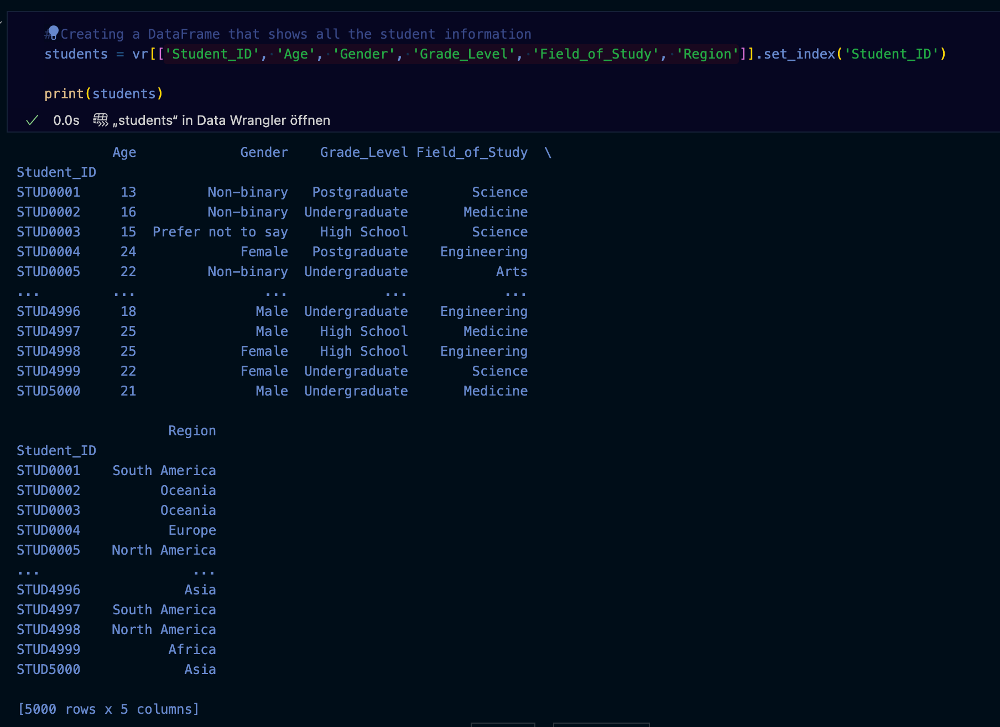 # Creating a DataFrame that shows all the student information
students = vr[['Student_ID', 'Age', 'Gender', 'Grade_Level', 'Field_of_Study', 'Region']].set_index('Student_ID')
print(students)
0.0s „students“ in Data Wrangler öffnen
Age Gender Grade_Level Field_of_Study \
Student_ID
STUD0001 13 Non-binary Postgraduate Science
STUD0002 16 Non-binary Undergraduate Medicine
STUD0003 15 Prefer not to say High School Science
STUD0004 24 Female Postgraduate Engineering
STUD0005 22 Non-binary Undergraduate Arts
... ... ... ... ...
STUD4996 18 Male Undergraduate Engineering
STUD4997 25 Male High School Medicine
STUD4998 25 Female High School Engineering
STUD4999 22 Female Undergraduate Science
STUD5000 21 Male Undergraduate Medicine
Region
Student_ID
STUD0001 South America
STUD0002 Oceania
STUD0003 Oceania
STUD0004 Europe
STUD0005 North America
... ...
STUD4996 Asia
STUD4997 South America
STUD4998 North America
STUD4999 Africa
STUD5000 Asia
[5000 rows x 5 columns]